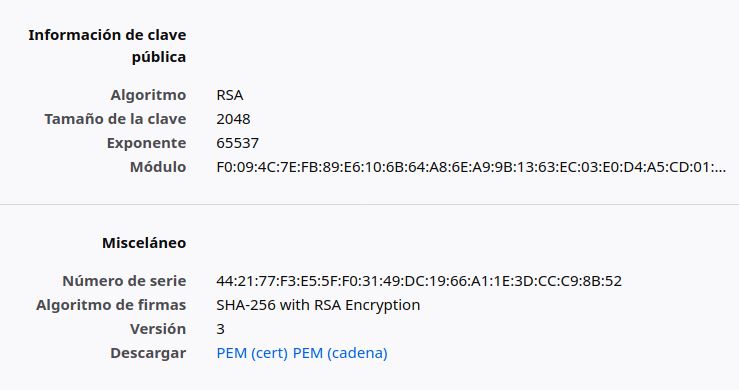 Información de clave
pública
Algoritmo RSA
Tamaño de la clave 2048
Exponente 65537
Módulo F0:09:4C:7E:FB:89:E6:10:6B:64:A8:6E:A9:9B:13:63:EC:03:E0:D4:A5:CD:01:...
Misceláneo
Número de serie 44:21:77:F3:E5:5F:F0:31:49:DC:19:66:A1:1E:3D:CC:C9:8B:52
Algoritmo de firmas SHA-256 with RSA Encryption
Versión 3
Descargar PEM (cert) PEM (cadena)